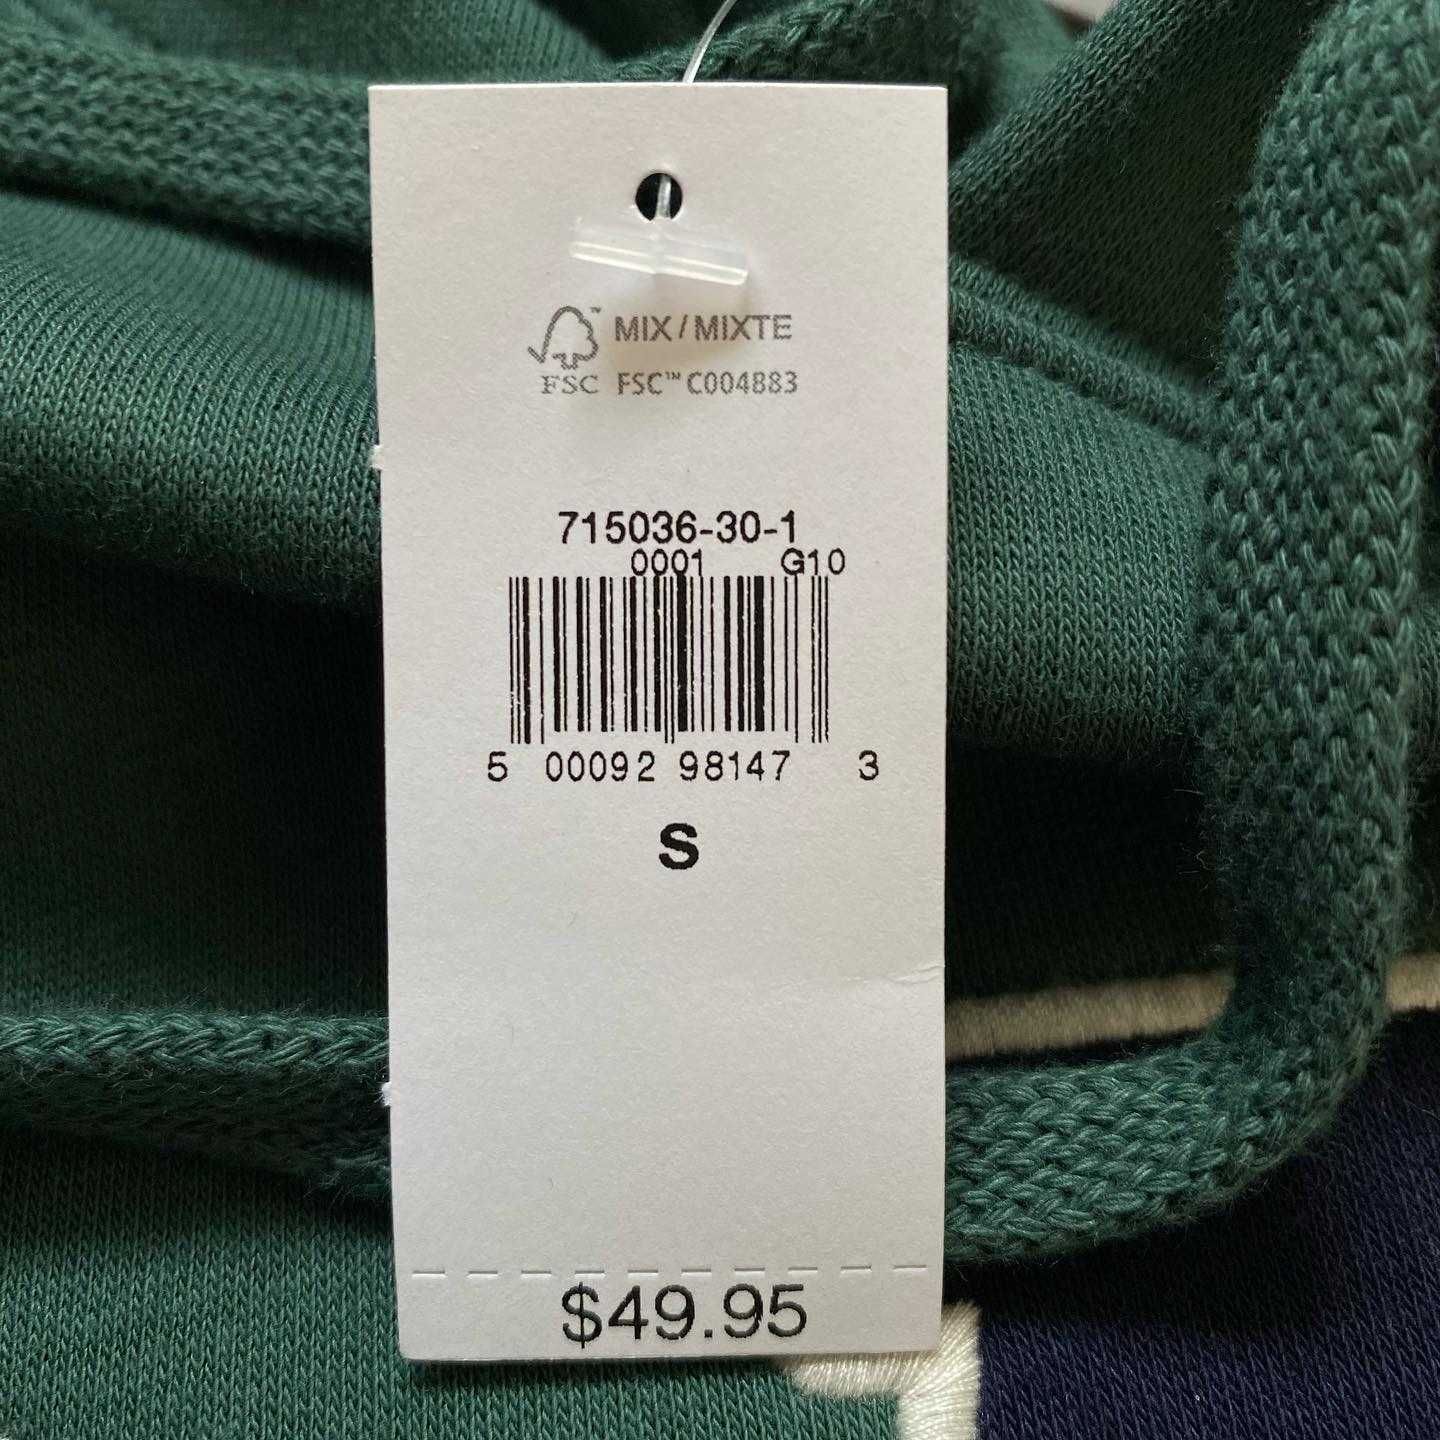 MIX / MIXTE
FSC FSC™ C004883
715036-30-1
0001 G10
5 00092 98147 3
S
$49.95